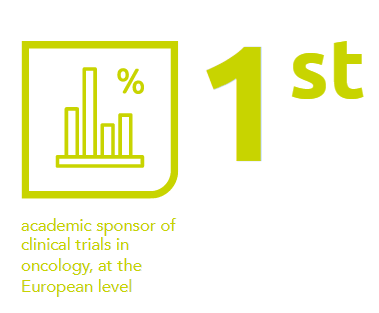 %
1st
academic sponsor of
clinical trials in
oncology, at the
European level